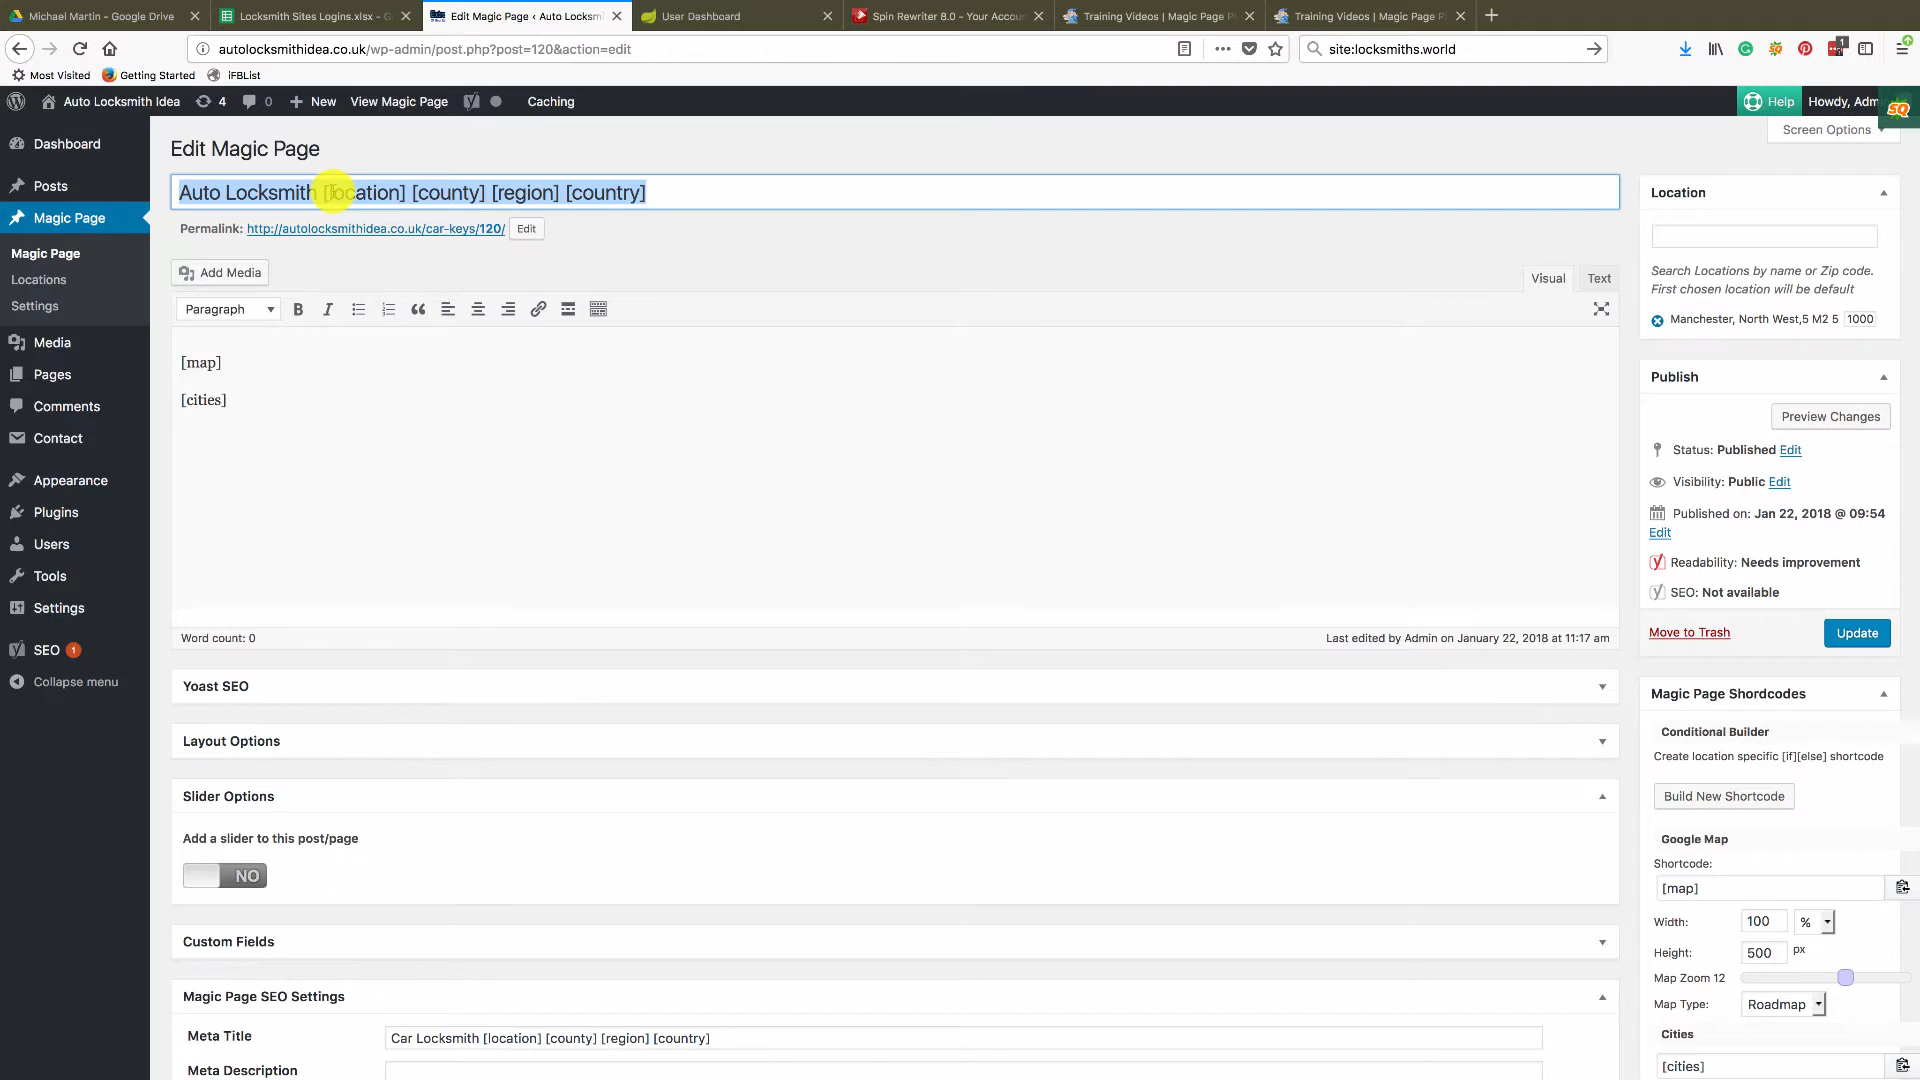 Michael Martin - Google Drive
Locksmith Sites Logins.xlsx - G
Edit Magic Page ‹ Auto Locksmi
User Dashboard
Spin Rewriter 8.0 - Your Accou
Training Videos | Magic Page P
Training Videos | Magic Page P
autolocksmithidea.co.uk/wp-admin/post.php?post=120&action=edit
site:locksmiths.world
1
Most Visited
Getting Started
iFBList
Auto Locksmith Idea
4
0
New
View Magic Page
Caching
Help
Howdy, Adm
SQ
Screen Options
Dashboard
Posts
Magic Page
Magic Page
Locations
Settings
Media
Pages
Comments
Contact
Appearance
Plugins
Users
Tools
Settings
SEO 1
Collapse menu
Edit Magic Page
Auto Locksmith [location] [county] [region] [country]
Permalink: http://autolocksmithidea.co.uk/car-keys/120/ Edit
Add Media
Visual
Text
Paragraph
[map]
[cities]
Word count: 0
Last edited by Admin on January 22, 2018 at 11:17 am
Yoast SEO
Layout Options
Slider Options
Add a slider to this post/page
NO
Custom Fields
Magic Page SEO Settings
Meta Title
Car Locksmith [location] [county] [region] [country]
Meta Description
Location
Search Locations by name or Zip code.
First chosen location will be default
Manchester, North West,5 M2 5 1000
Publish
Preview Changes
Status: Published Edit
Visibility: Public Edit
Published on: Jan 22, 2018 @ 09:54
Edit
Readability: Needs improvement
SEO: Not available
Move to Trash
Update
Magic Page Shordcodes
Conditional Builder
Create location specific [if][else] shortcode
Build New Shortcode
Google Map
Shortcode:
[map]
Width: 100 %
Height: 500 px
Map Zoom 12
Map Type: Roadmap
Cities
[cities]